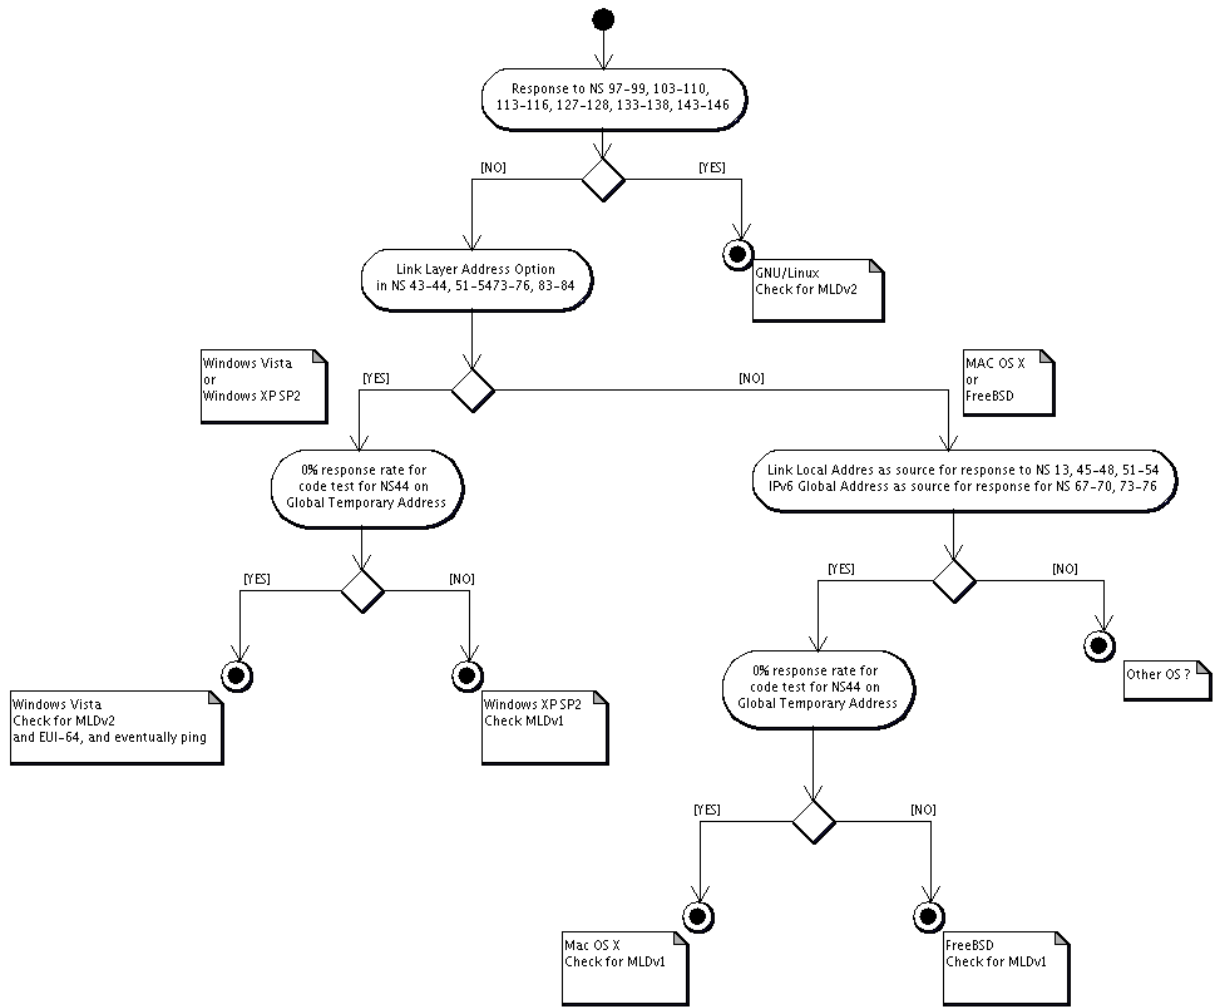 Response to NS 97-99, 103-110,
113-116, 127-128, 133-138, 143-146
[NO]
[YES]
Link Layer Address Option
in NS 43-44, 51-5473-76, 83-84
GNU/Linux
Check for MLDv2
Windows Vista
or
Windows XP SP2
[YES]
[NO]
MAC OS X
or
FreeBSD
0% response rate for
code test for NS44 on
Global Temporary Address
Link Local Addres as source for response to NS 13, 45-48, 51-54
IPv6 Global Address as source for response for NS 67-70, 73-76
[YES]
[NO]
[YES]
[NO]
Windows Vista
Check for MLDv2
and EUI-64, and eventually ping
Windows XP SP2
Check MLDv1
0% response rate for
code test for NS44 on
Global Temporary Address
Other OS ?
[YES]
[NO]
Mac OS X
Check for MLDv1
FreeBSD
Check for MLDv1